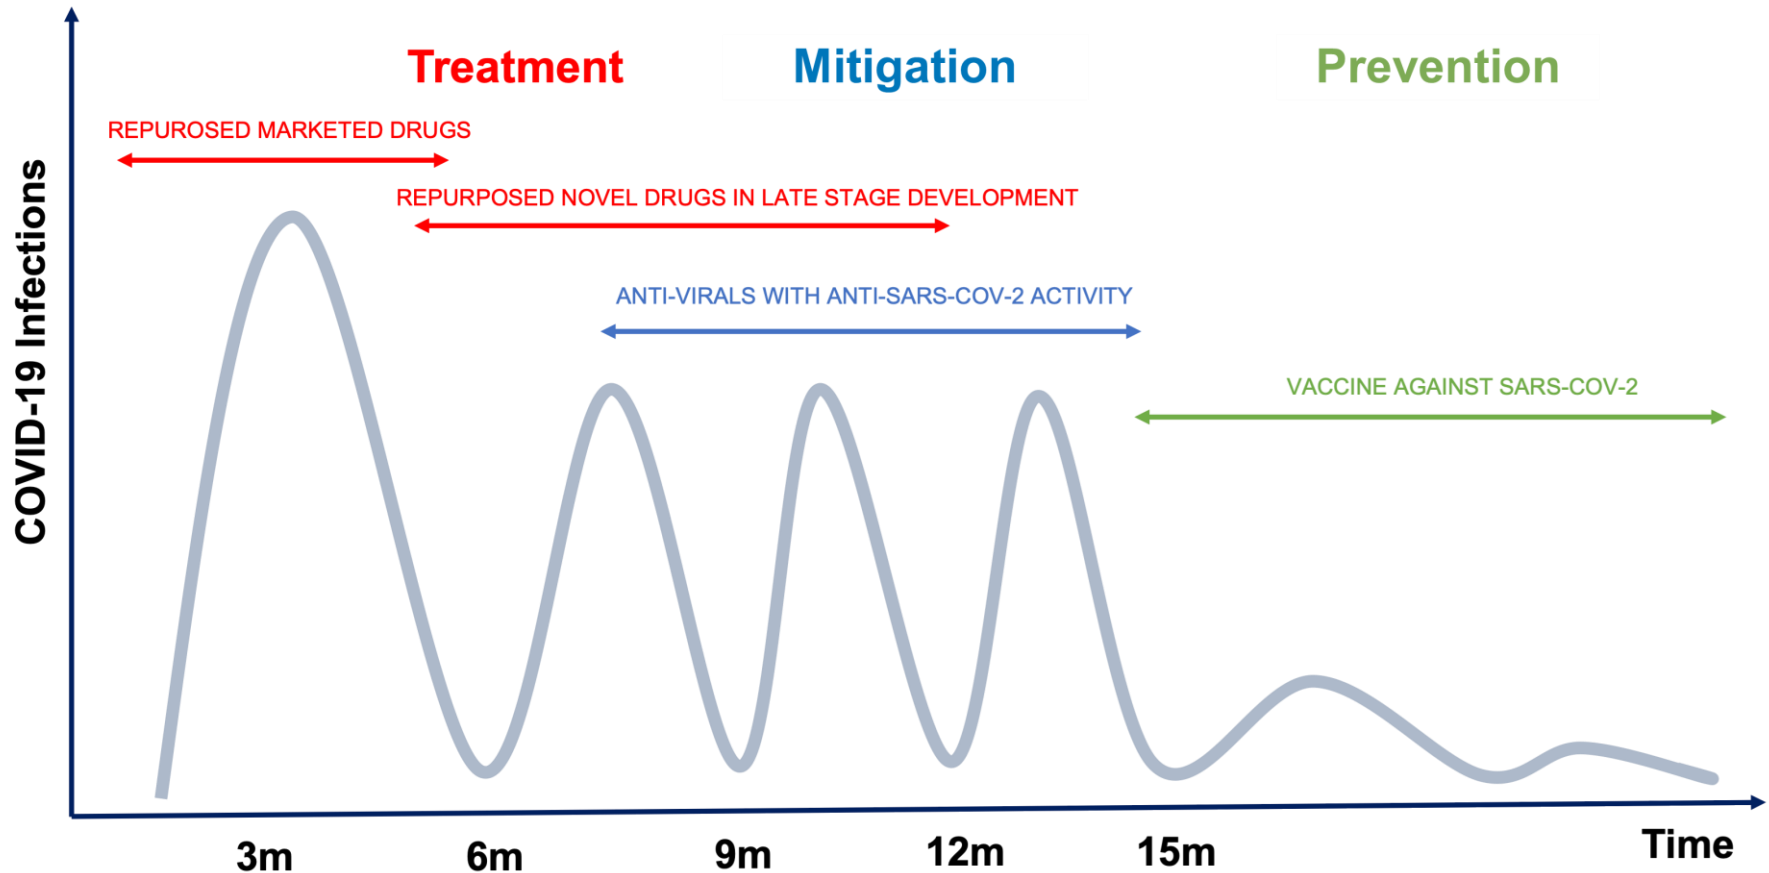 Treatment
Mitigation
Prevention
REPUROSED MARKETED DRUGS
REPURPOSED NOVEL DRUGS IN LATE STAGE DEVELOPMENT
ANTI-VIRALS WITH ANTI-SARS-COV-2 ACTIVITY
VACCINE AGAINST SARS-COV-2
COVID-19 Infections
3m
6m
9m
12m
15m
Time